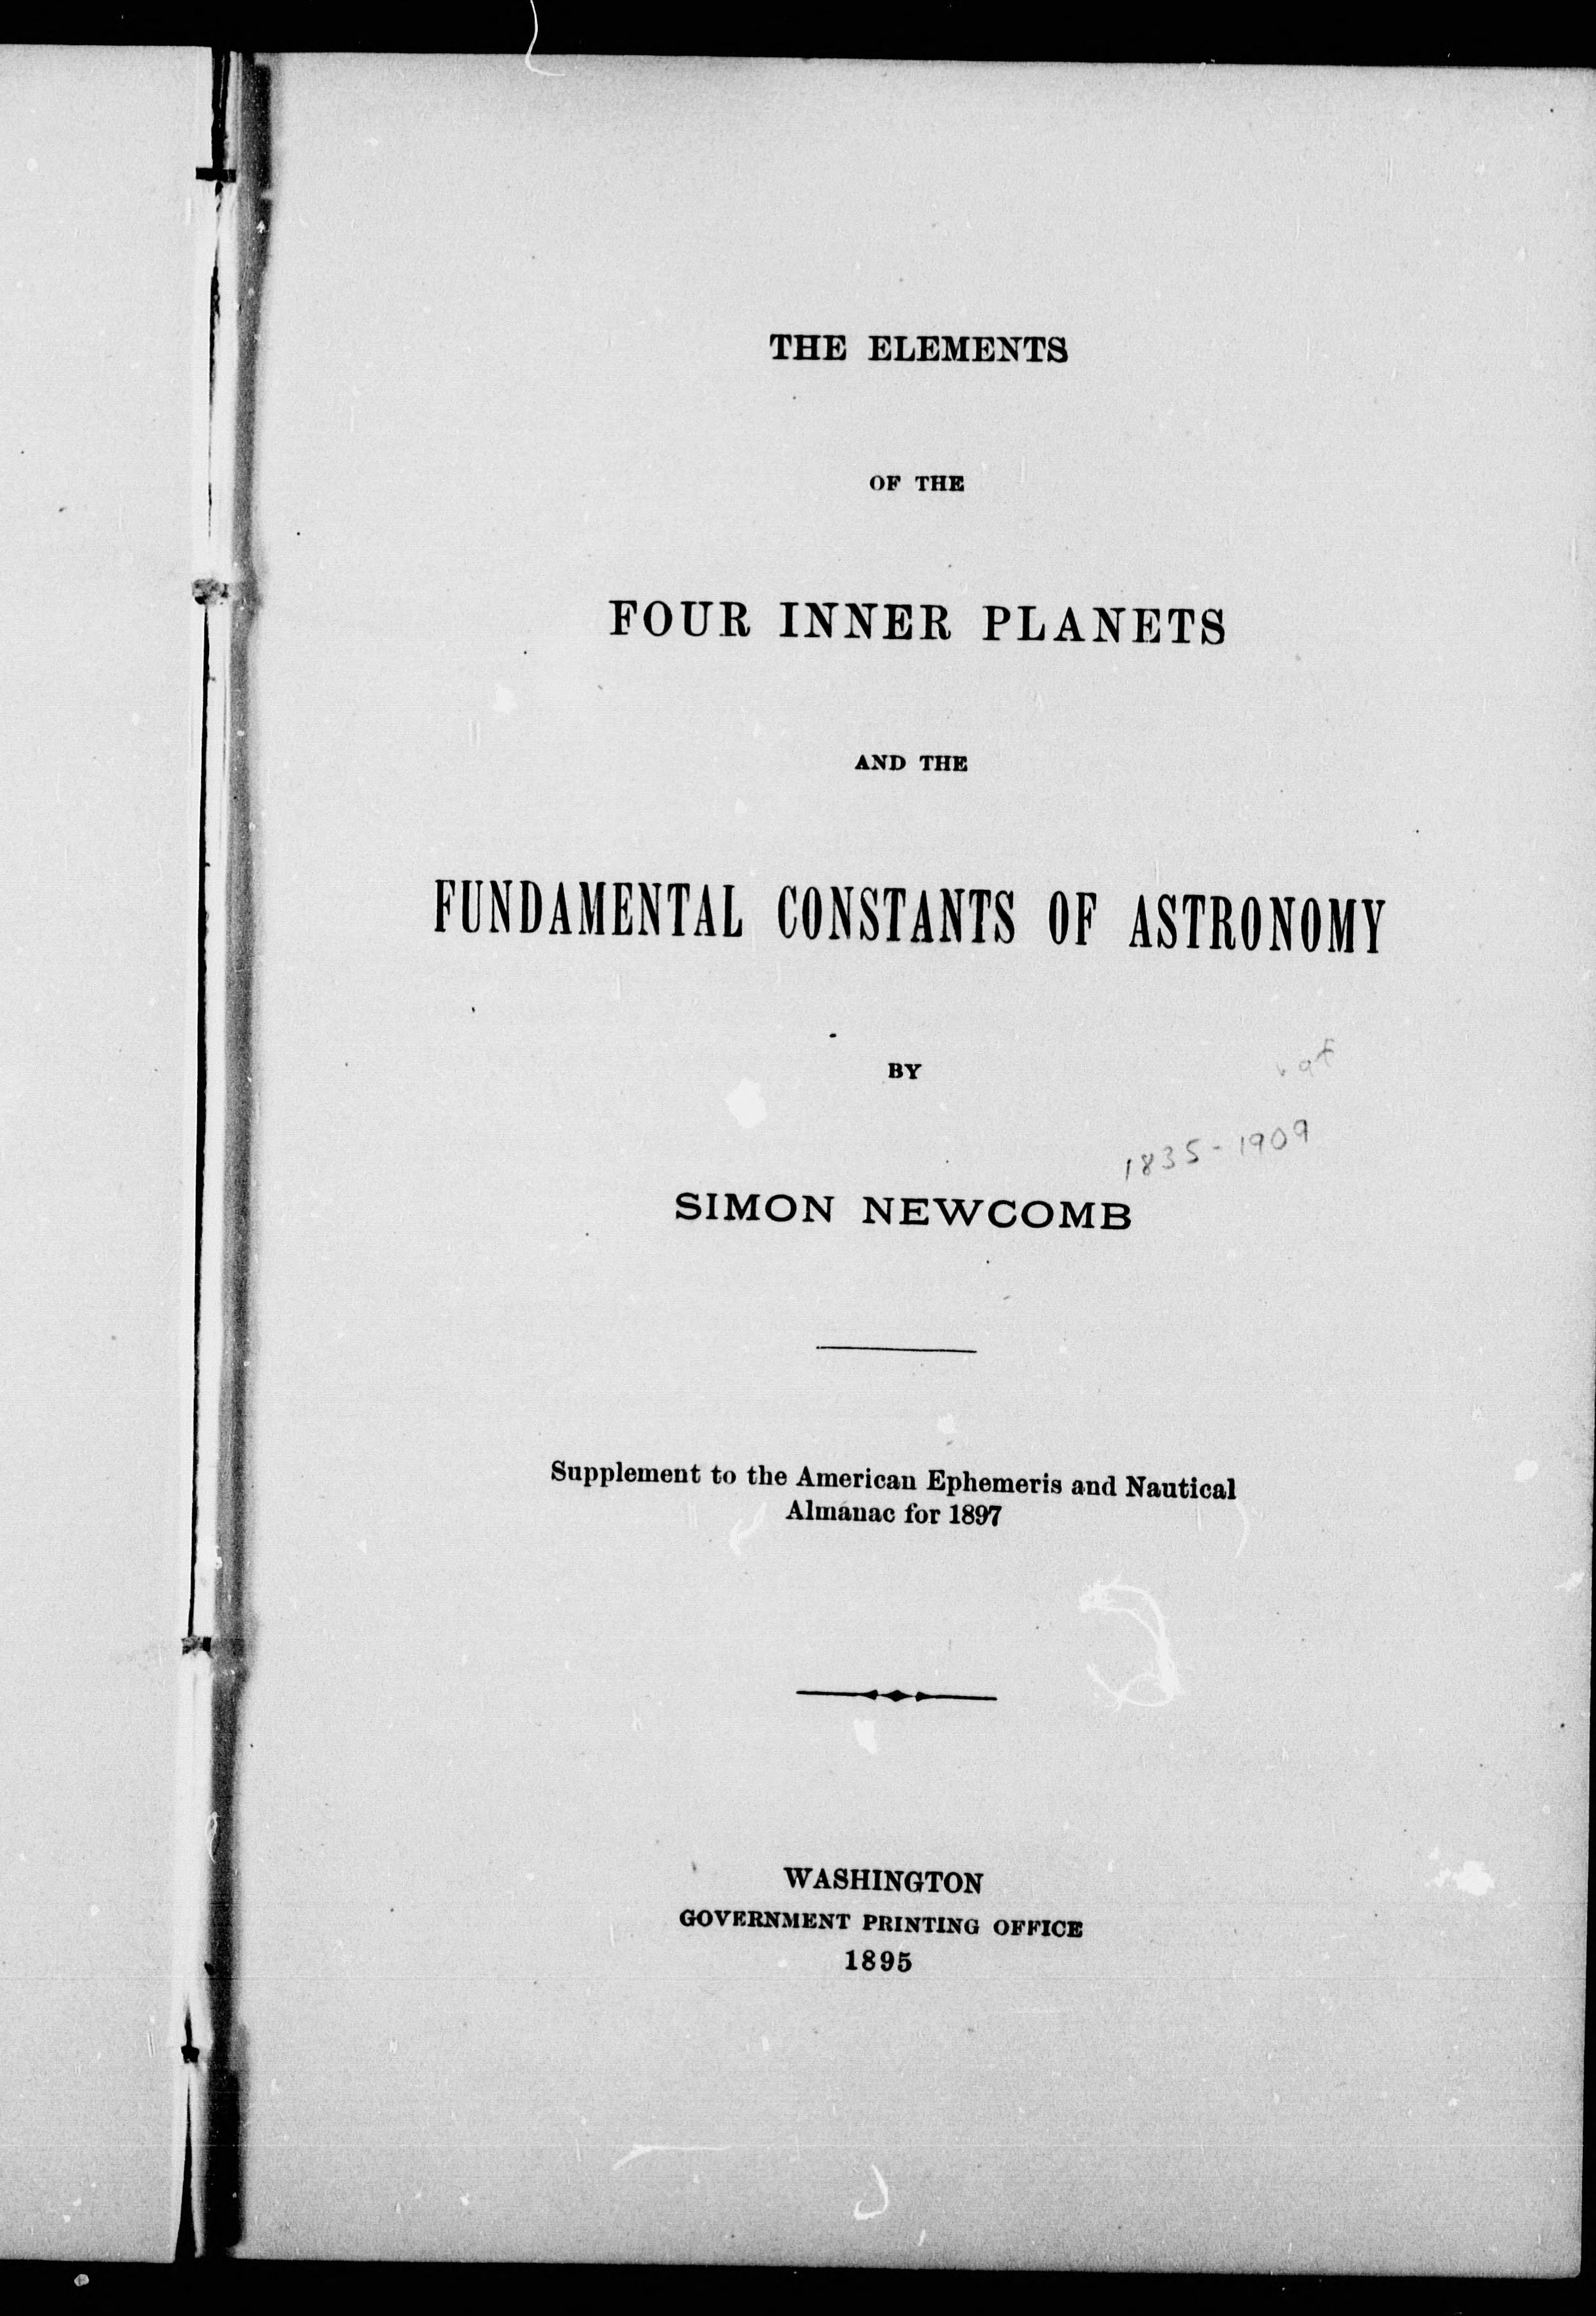 THE ELEMENTS
OF THE
FOUR INNER PLANETS
AND THE
FUNDAMENTAL CONSTANTS OF ASTRONOMY
BY
1835-1909
SIMON NEWCOMB
Supplement to the American Ephemeris and Nautical
Almanac for 1897
WASHINGTON
GOVERNMENT PRINTING OFFICE
1895